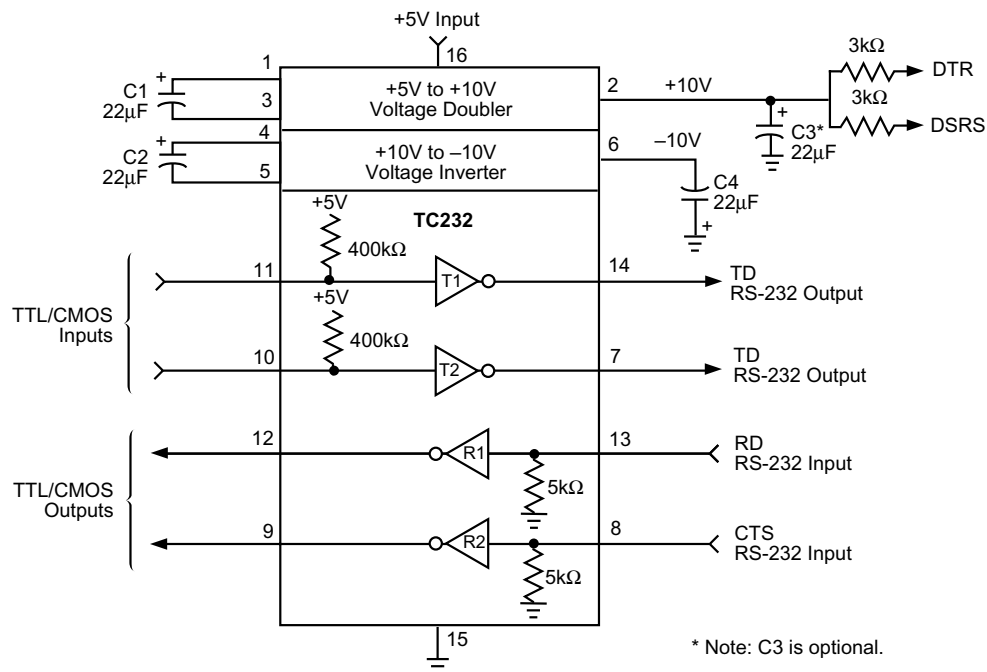 +5V Input
16
1
+
C1
22μF
3
+5V to +10V
Voltage Doubler
2
+10V
3kΩ
DTR
3kΩ
DSRS
+
C3*
22μF
4
+
C2
22μF
5
+10V to –10V
Voltage Inverter
6
–10V
C4
22μF
+
+5V
TC232
400kΩ
11
T1
14
TD
RS-232 Output
+5V
TTL/CMOS
Inputs
400kΩ
10
T2
7
TD
RS-232 Output
12
R1
13
RD
RS-232 Input
5kΩ
TTL/CMOS
Outputs
9
R2
8
CTS
RS-232 Input
5kΩ
15
* Note: C3 is optional.